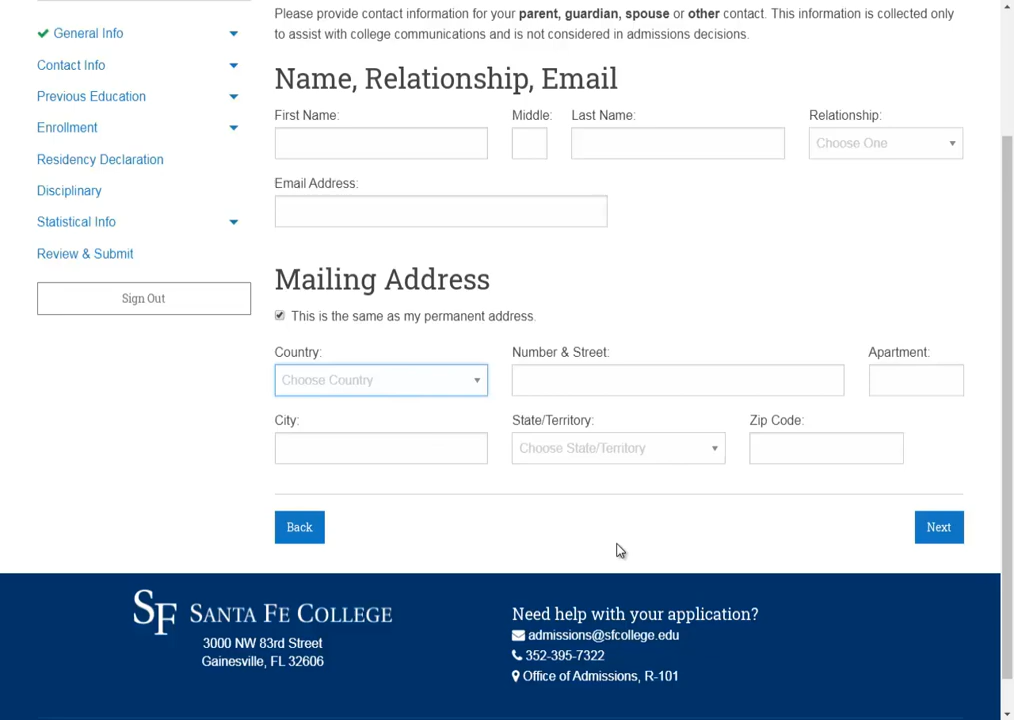 Please provide contact information for your parent, guardian, spouse or other contact. This information is collected only
to assist with college communications and is not considered in admissions decisions.
General Info
Contact Info
Previous Education
Enrollment
Residency Declaration
Disciplinary
Statistical Info
Review & Submit
Sign Out
Name, Relationship, Email
First Name:
Middle:
Last Name:
Relationship:
Choose One
Email Address:
Mailing Address
This is the same as my permanent address.
Country:
Number & Street:
Apartment:
Choose Country
City:
State/Territory:
Zip Code:
Choose State/Territory
Back
Next
SF SANTA FE COLLEGE
3000 NW 83rd Street
Gainesville, FL 32606
Need help with your application?
admissions@sfcollege.edu
352-395-7322
Office of Admissions, R-101